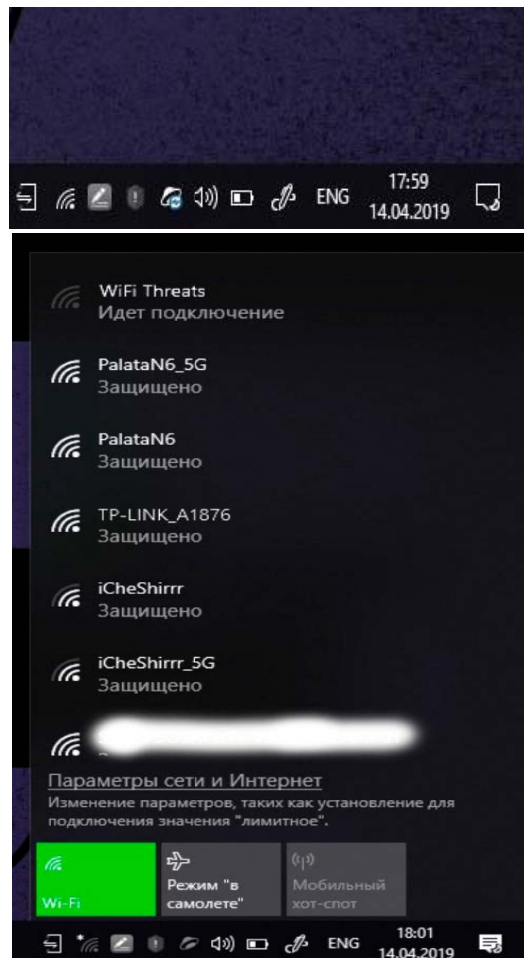 ENG
17:59
14.04.2019
WiFi Threats
Идет подключение
PalataN6_5G
Защищено
PalataN6
Защищено
TP-LINK_A1876
Защищено
iCheShirrr
Защищено
iCheShirrr_5G
Защищено
Параметры сети и Интернет
Изменение параметров, таких как установление для
подключения значения "лимитное".
Wi-Fi
Режим "в
самолете"
Мобильный
хот-спот
ENG
18:01
14.04.2019